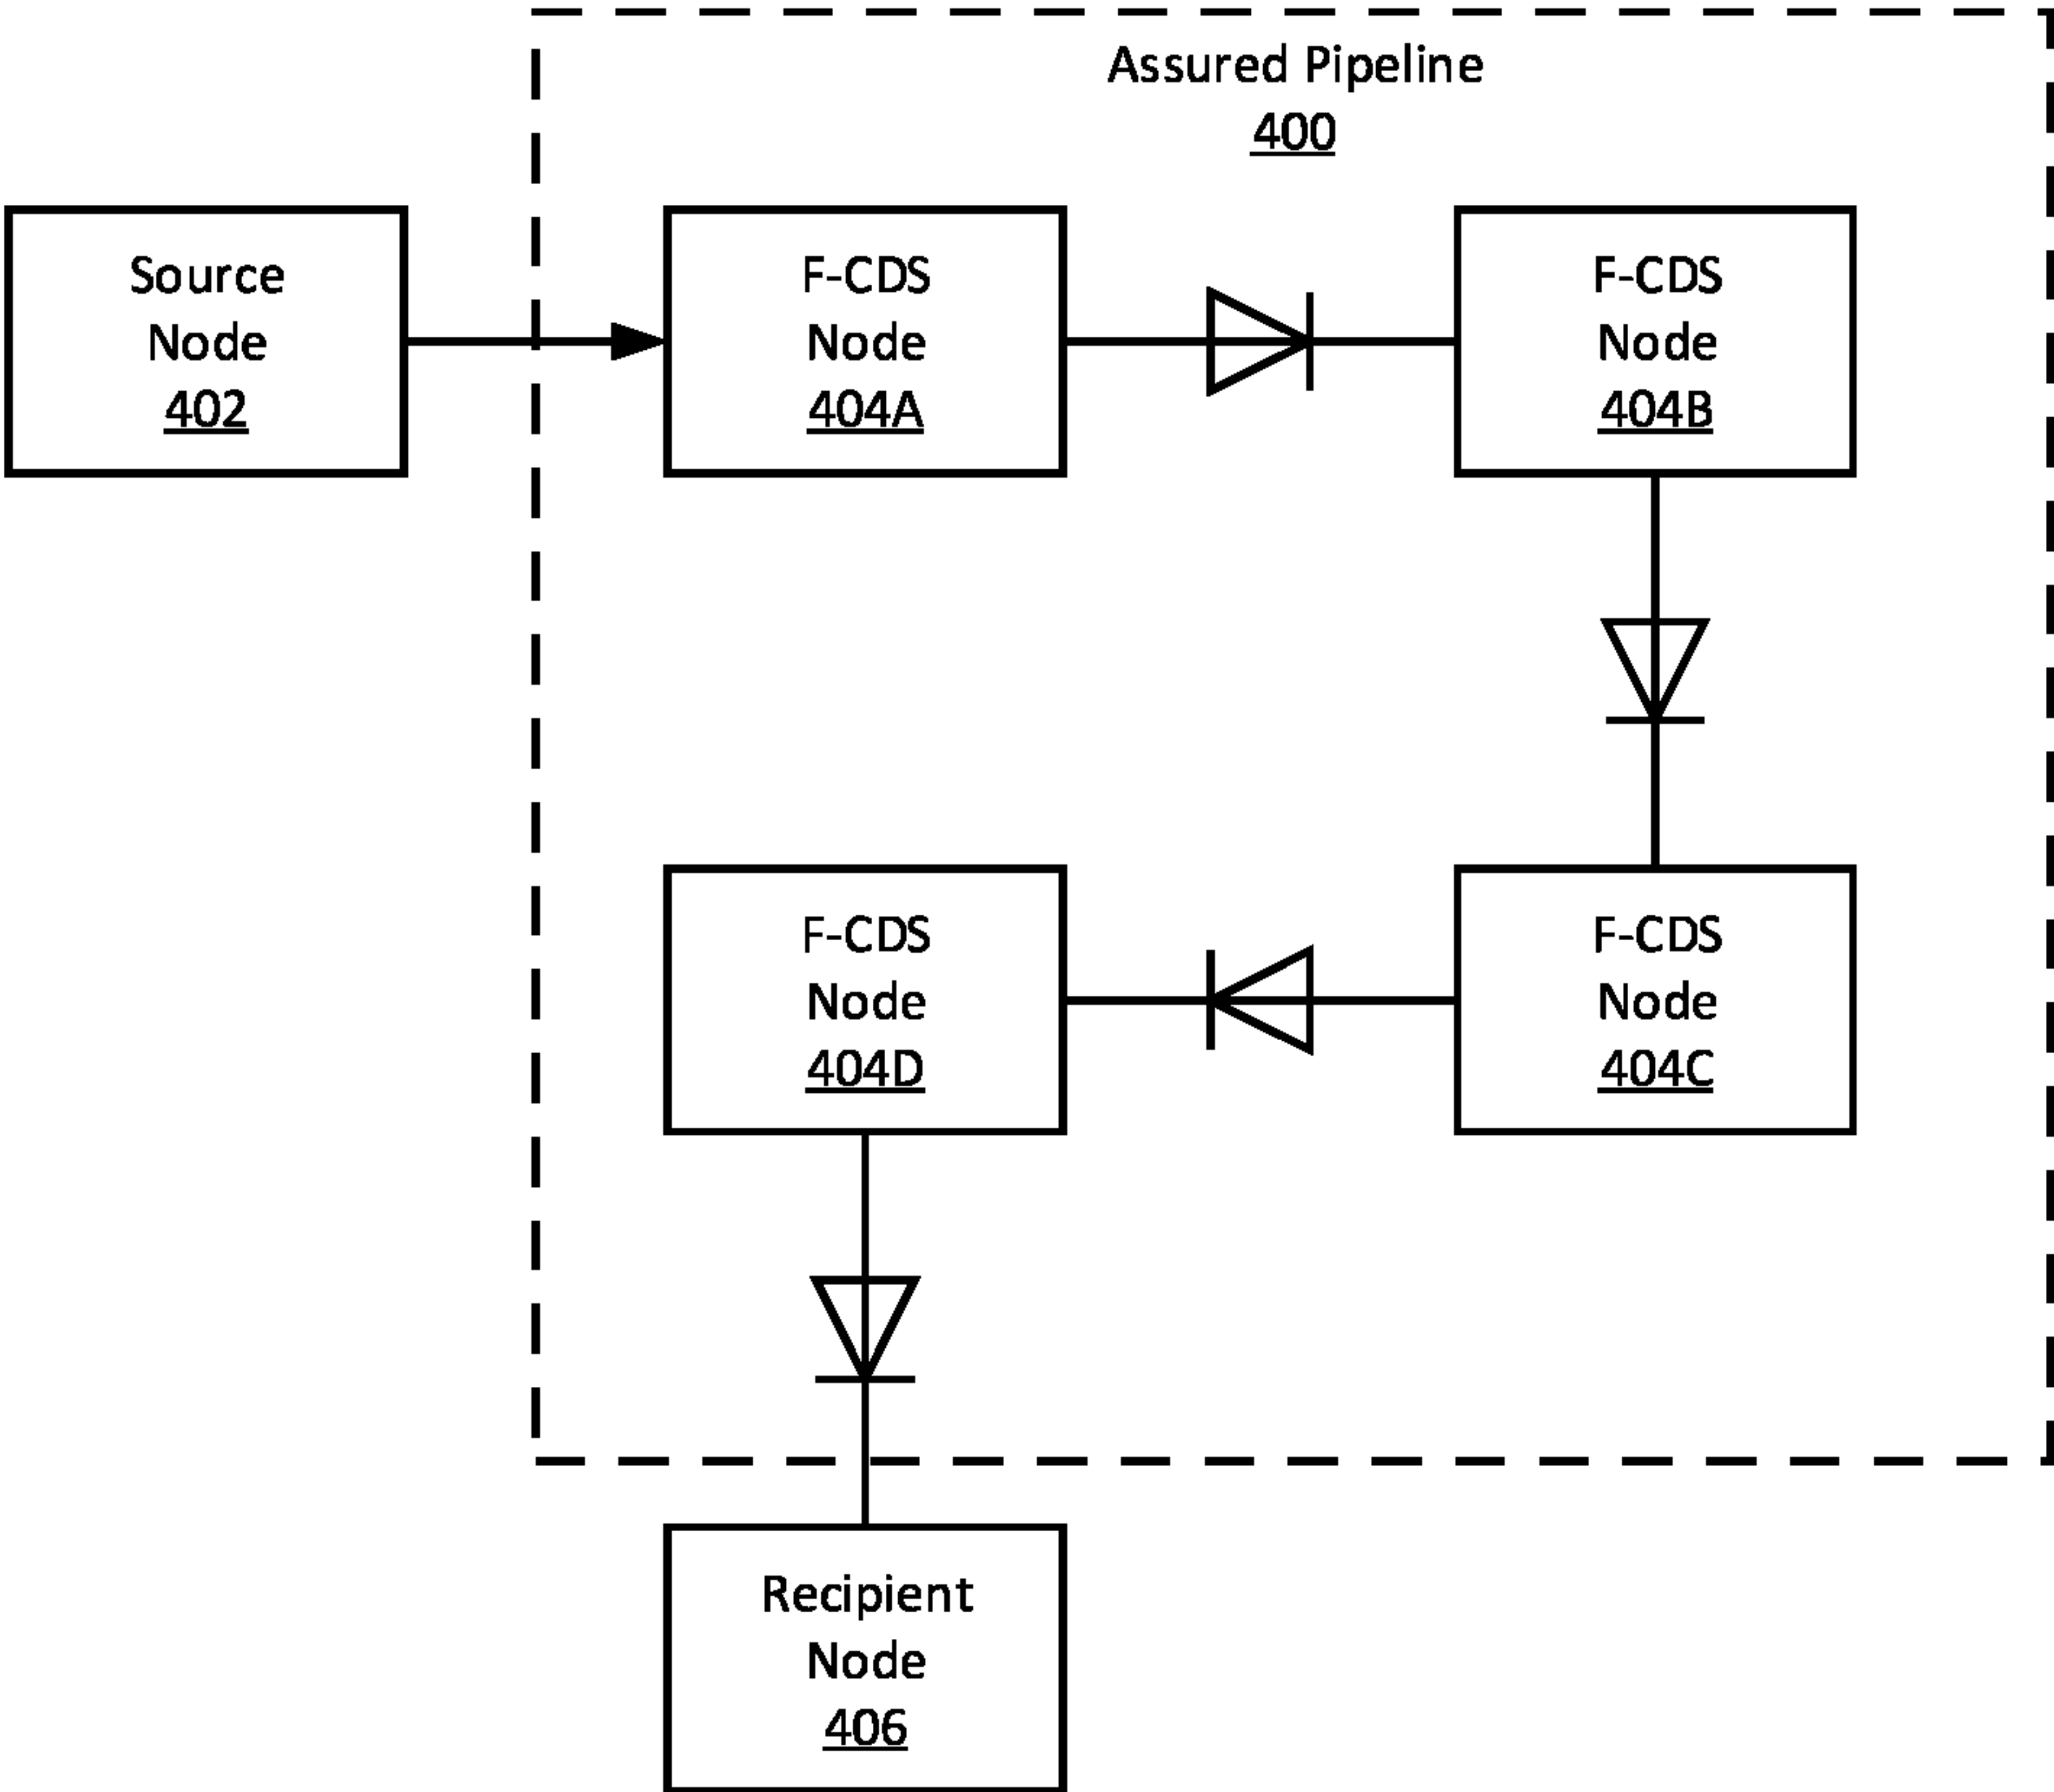 Assured Pipeline
400
Source
Node
402
F-CDS
Node
404A
F-CDS
Node
404B
F-CDS
Node
404D
F-CDS
Node
404C
Recipient
Node
406